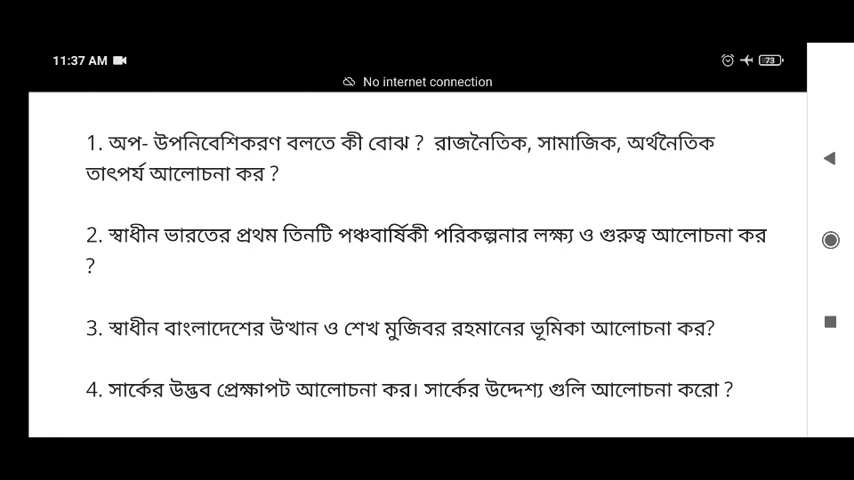 11:37 AM
73
No internet connection
1. অপ- উপনিবেশিকরণ বলতে কী বোঝ ? রাজনৈতিক, সামাজিক, অর্থনৈতিক
তাৎপর্য আলোচনা কর ?
2. স্বাধীন ভারতের প্রথম তিনটি পঞ্চবার্ষিকী পরিকল্পনার লক্ষ্য ও গুরুত্ব আলোচনা কর
?
3. স্বাধীন বাংলাদেশের উত্থান ও শেখ মুজিবর রহমানের ভূমিকা আলোচনা কর?
4. সার্কের উদ্ভব প্রেক্ষাপট আলোচনা কর। সার্কের উদ্দেশ্য গুলি আলোচনা করো ?